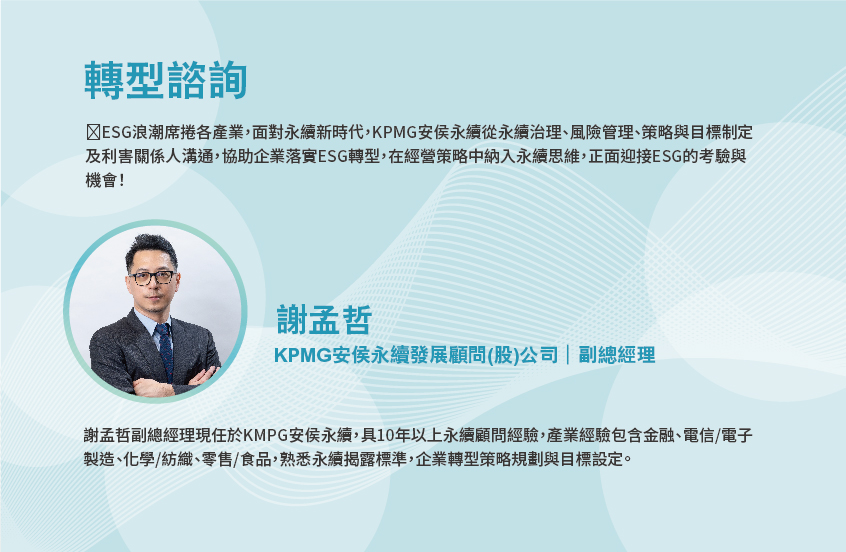 轉型諮詢
ESG浪潮席捲各產業，面對永續新時代，KPMG安侯永續從永續治理、風險管理、策略與目標制定
及利害關係人溝通，協助企業落實ESG轉型，在經營策略中納入永續思維，正面迎接ESG的考驗與
機會！
謝孟哲
KPMG安侯永續發展顧問(股)公司｜副總經理
謝孟哲副總經理現任於KMPG安侯永續，具10年以上永續顧問經驗，產業經驗包含金融、電信/電子
製造、化學/紡織、零售/食品，熟悉永續揭露標準，企業轉型策略規劃與目標設定。